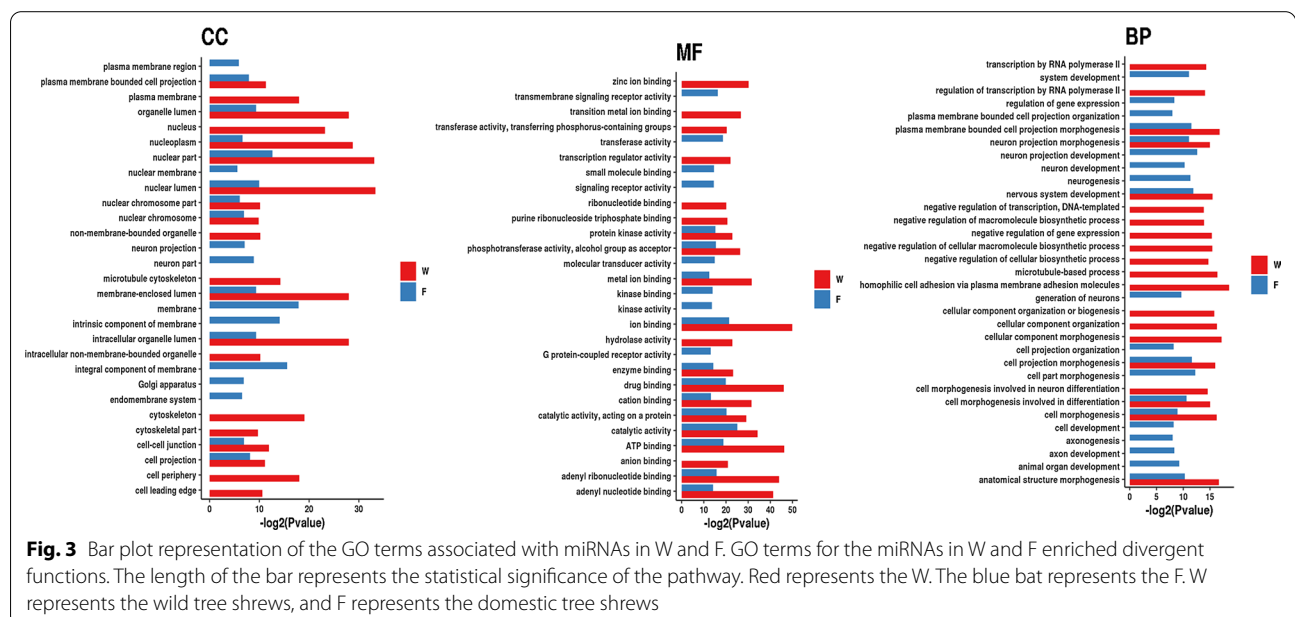 CC
plasma membrane region
plasma membrane bounded cell projection
plasma membrane
organelle lumen
nucleus
nucleoplasm
nuclear part
nuclear membrane
nuclear lumen
nuclear chromosome part
nuclear chromosome
non-membrane-bounded organelle
neuron projection
neuron part
microtubule cytoskeleton
membrane-enclosed lumen
membrane
intrinsic component of membrane
intracellular organelle lumen
intracellular non-membrane-bounded organelle
integral component of membrane
Golgi apparatus
endomembrane system
cytoskeleton
cytoskeletal part
cell-cell junction
cell projection
cell periphery
cell leading edge
0 10 20 30
-log2(Pvalue)
W
F
MF
zinc ion binding
transmembrane signaling receptor activity
transition metal ion binding
transferase activity, transferring phosphorus-containing groups
transferase activity
transcription regulator activity
small molecule binding
signaling receptor activity
ribonucleotide binding
purine ribonucleoside triphosphate binding
protein kinase activity
phosphotransferase activity, alcohol group as acceptor
molecular transducer activity
metal ion binding
kinase binding
kinase activity
ion binding
hydrolase activity
G protein-coupled receptor activity
enzyme binding
drug binding
cation binding
catalytic activity, acting on a protein
catalytic activity
ATP binding
anion binding
adenyl ribonucleotide binding
adenyl nucleotide binding
0 10 20 30 40 50
-log2(Pvalue)
W
F
BP
transcription by RNA polymerase II
system development
regulation of transcription by RNA polymerase II
regulation of gene expression
plasma membrane bounded cell projection organization
plasma membrane bounded cell projection morphogenesis
neuron projection morphogenesis
neuron projection development
neuron development
neurogenesis
nervous system development
negative regulation of transcription, DNA-templated
negative regulation of macromolecule biosynthetic process
negative regulation of gene expression
negative regulation of cellular macromolecule biosynthetic process
negative regulation of cellular biosynthetic process
microtubule-based process
homophilic cell adhesion via plasma membrane adhesion molecules
generation of neurons
cellular component organization or biogenesis
cellular component organization
cellular component morphogenesis
cell projection organization
cell projection morphogenesis
cell part morphogenesis
cell morphogenesis involved in neuron differentiation
cell morphogenesis involved in differentiation
cell morphogenesis
cell development
axonogenesis
axon development
animal organ development
anatomical structure morphogenesis
0 5 10 15
-log2(Pvalue)
W
F
Fig. 3 Bar plot representation of the GO terms associated with miRNAs in W and F. GO terms for the miRNAs in W and F enriched divergent
functions. The length of the bar represents the statistical significance of the pathway. Red represents the W. The blue bat represents the F. W
represents the wild tree shrews, and F represents the domestic tree shrews